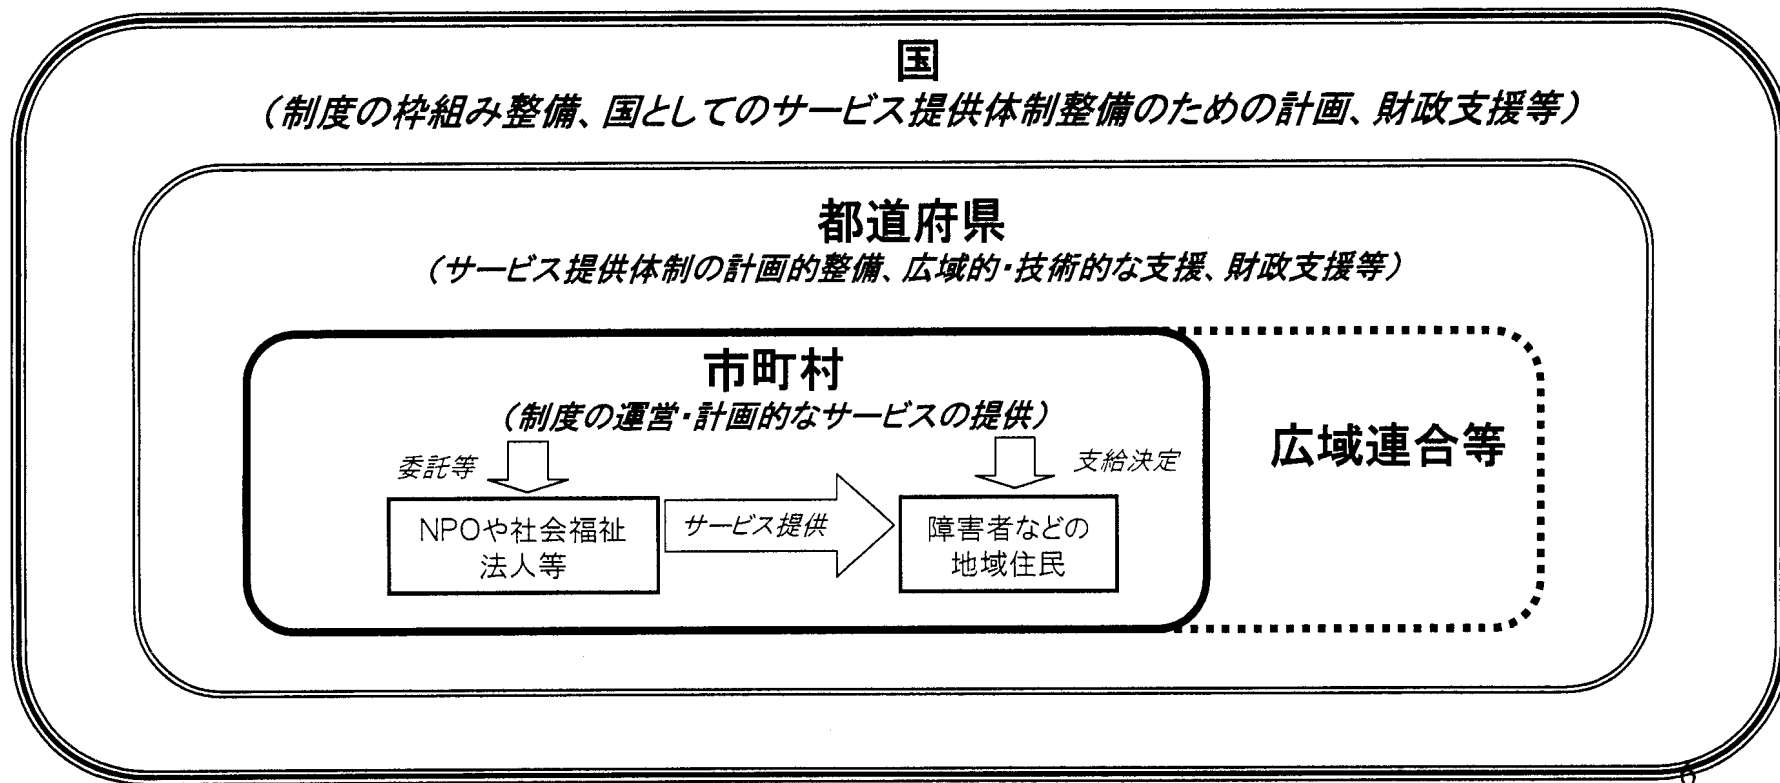 国
（制度の枠組み整備、国としてのサービス提供体制整備のための計画、財政支援等）
都道府県
（サービス提供体制の計画的整備、広域的・技術的な支援、財政支援等）
市町村
（制度の運営・計画的なサービスの提供）
委託等
支給決定
広域連合等
NPOや社会福祉
法人等
サービス提供
障害者などの
地域住民
6